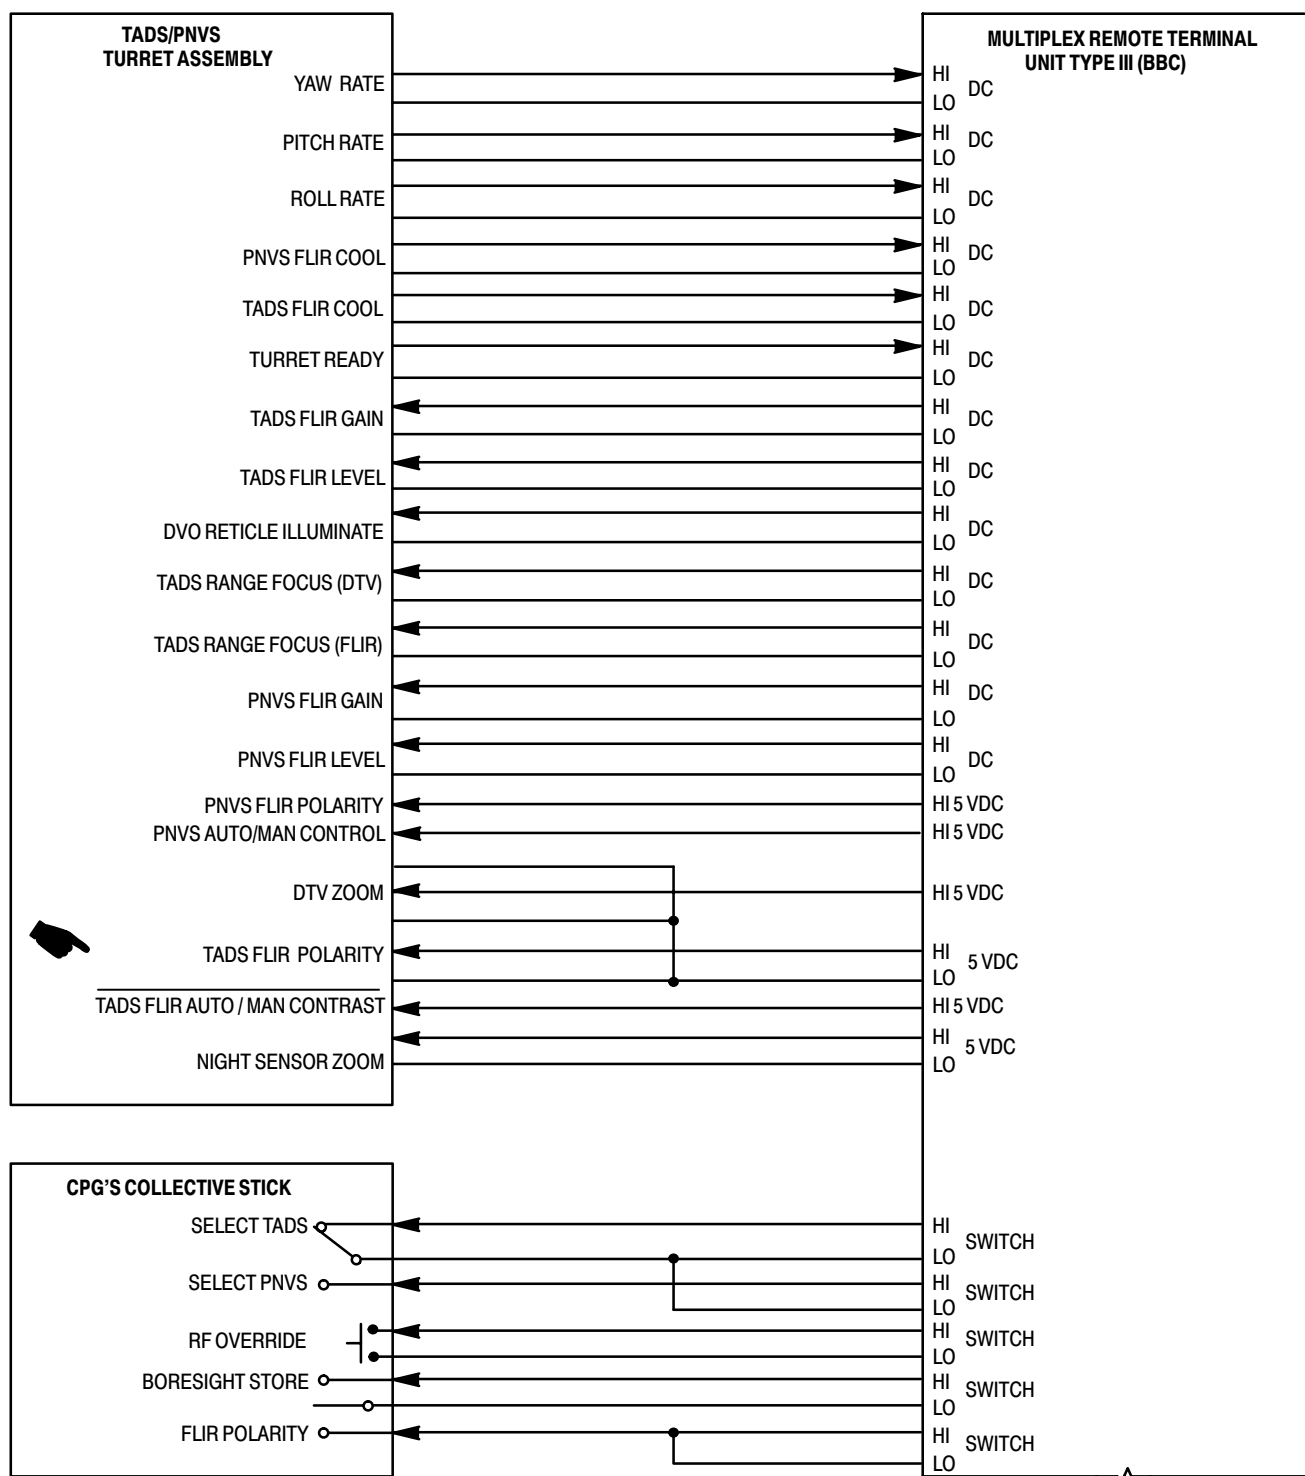 TADS/PNVS
TURRET ASSEMBLY
MULTIPLEX REMOTE TERMINAL
UNIT TYPE III (BBC)
YAW RATE
HI
LO
DC
PITCH RATE
HI
LO
DC
ROLL RATE
HI
LO
DC
PNVS FLIR COOL
HI
LO
DC
TADS FLIR COOL
HI
LO
DC
TURRET READY
HI
LO
DC
TADS FLIR GAIN
HI
LO
DC
TADS FLIR LEVEL
HI
LO
DC
DVO RETICLE ILLUMINATE
HI
LO
DC
TADS RANGE FOCUS (DTV)
HI
LO
DC
TADS RANGE FOCUS (FLIR)
HI
LO
DC
PNVS FLIR GAIN
HI
LO
DC
PNVS FLIR LEVEL
HI
LO
DC
PNVS FLIR POLARITY
HI 5 VDC
PNVS AUTO/MAN CONTROL
HI 5 VDC
DTV ZOOM
HI 5 VDC
TADS FLIR POLARITY
HI
LO
5 VDC
TADS FLIR AUTO / MAN CONTRAST
HI 5 VDC
NIGHT SENSOR ZOOM
HI
LO
5 VDC
CPG'S COLLECTIVE STICK
SELECT TADS
HI
LO
SWITCH
SELECT PNVS
HI
LO
SWITCH
RF OVERRIDE
HI
LO
SWITCH
BORESIGHT STORE
HI
LO
SWITCH
FLIR POLARITY
HI
LO
SWITCH